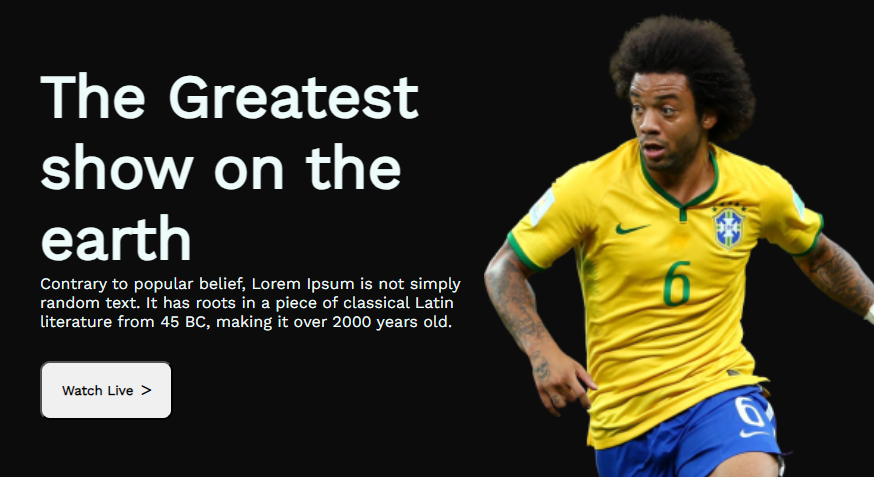 The Greatest
show on the
earth
Contrary to popular belief, Lorem Ipsum is not simply
random text. It has roots in a piece of classical Latin
literature from 45 BC, making it over 2000 years old.
Watch Live >
6
6